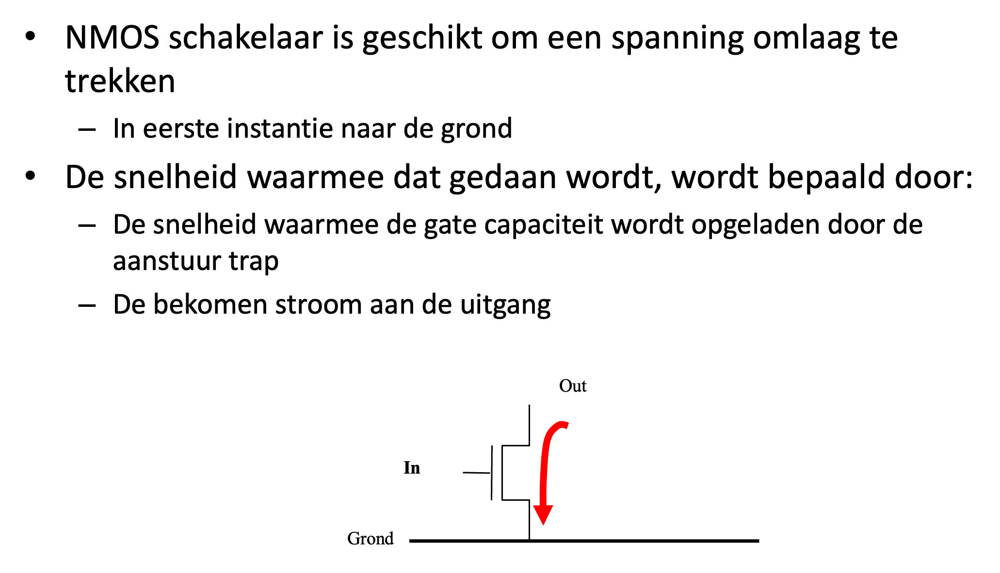 • NMOS schakelaar is geschikt om een spanning omlaag te
trekken
– In eerste instantie naar de grond
• De snelheid waarmee dat gedaan wordt, wordt bepaald door:
– De snelheid waarmee de gate capaciteit wordt opgeladen door de
aanstuur trap
– De bekomen stroom aan de uitgang
Out
In
Grond